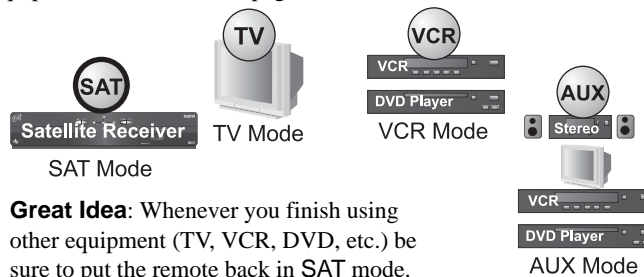 TV
VCR
VCR
DVD Player
SAT
AUX
Satellite Receiver
TV Mode
VCR Mode
Stereo
SAT Mode
VCR
DVD Player
AUX Mode
Great Idea: Whenever you finish using
other equipment (TV, VCR, DVD, etc.) be
sure to put the remote back in SAT mode.